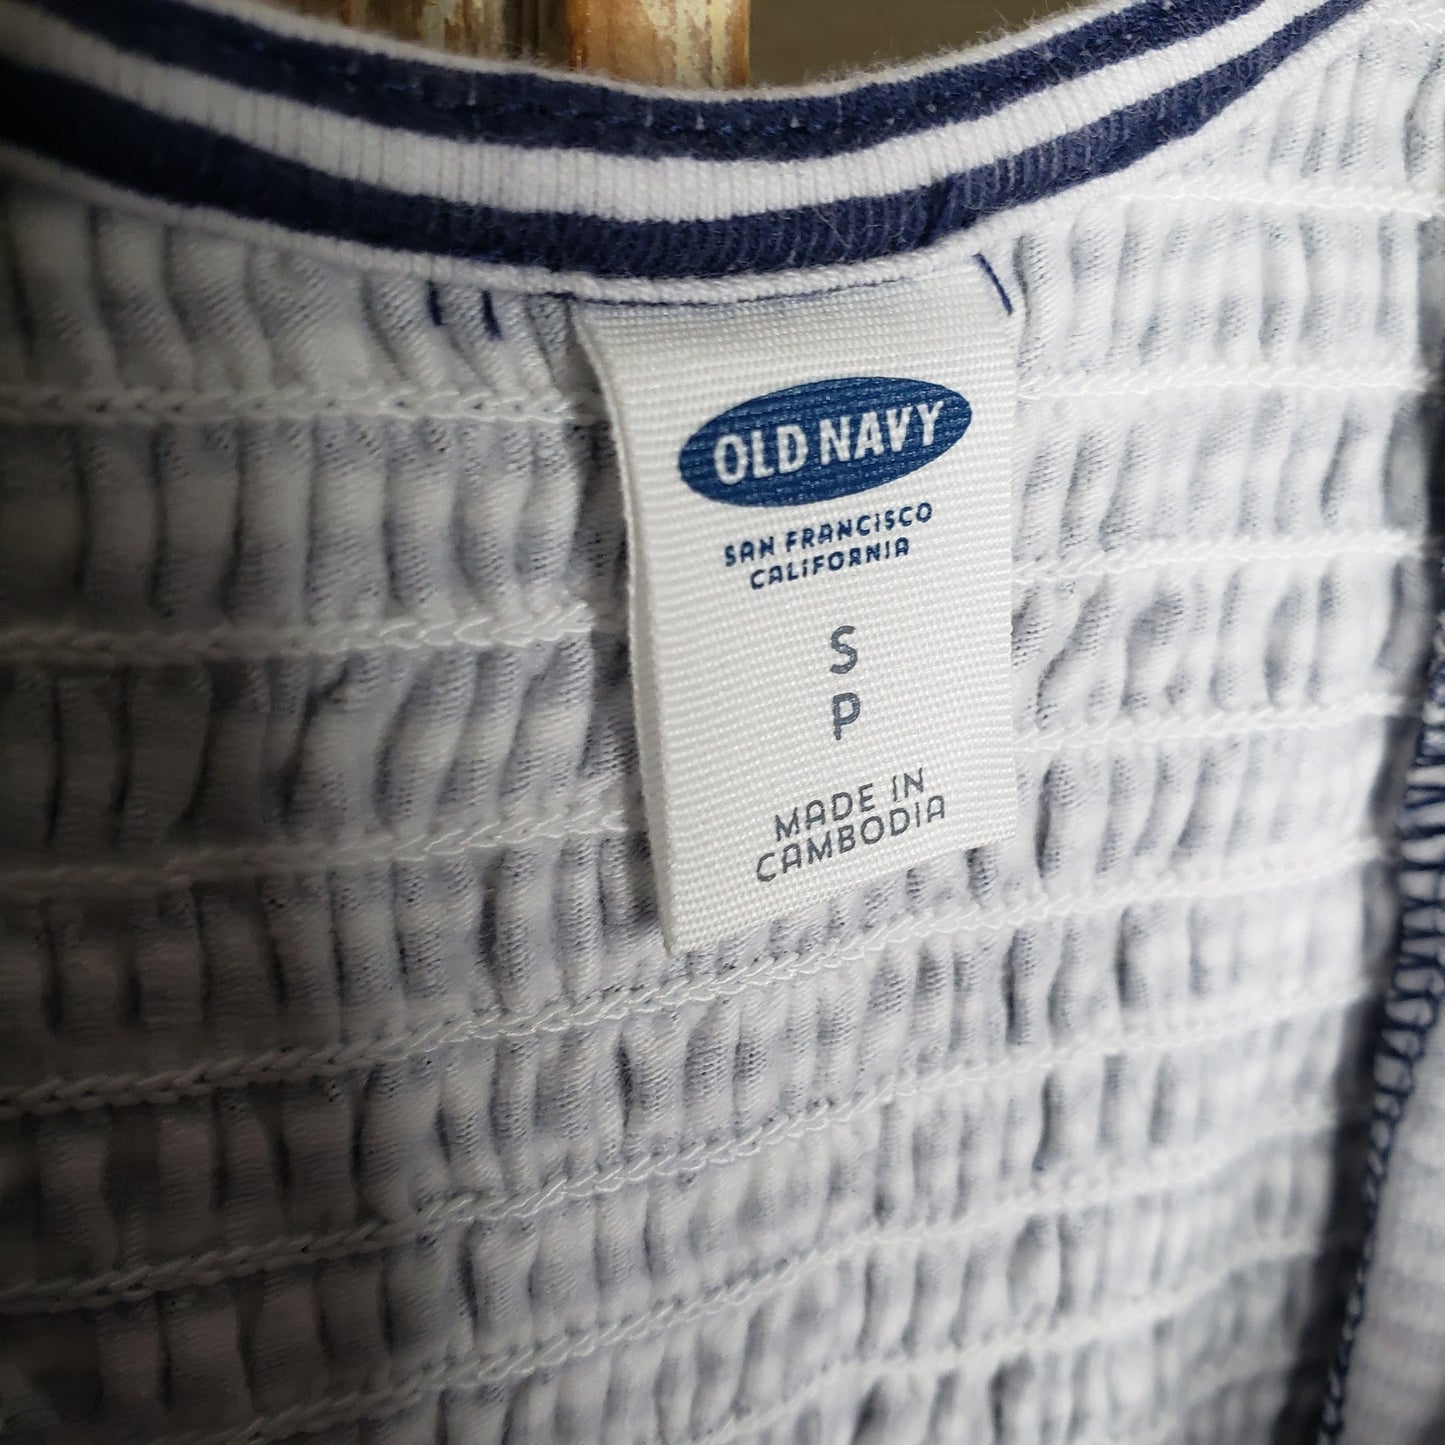 OLD NAVY
SAN FRANCISCO
CALIFORNIA
S
P
MADE IN
CAMBODIA